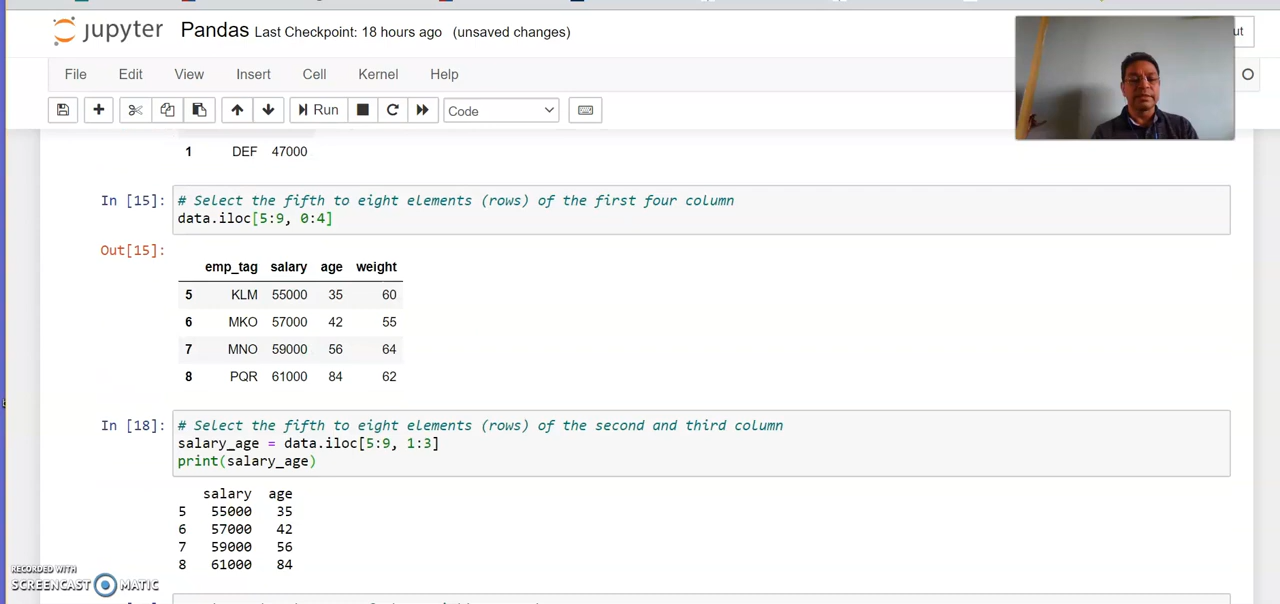 jupyter Pandas Last Checkpoint: 18 hours ago (unsaved changes)
ut
File Edit View Insert Cell Kernel Help
Run Code
1 DEF 47000
In [15]: # Select the fifth to eight elements (rows) of the first four column
data.iloc[5:9, 0:4]
Out[15]:
emp_tag salary age weight
5 KLM 55000 35 60
6 MKO 57000 42 55
7 MNO 59000 56 64
8 PQR 61000 84 62
In [18]: # Select the fifth to eight elements (rows) of the second and third column
salary_age = data.iloc[5:9, 1:3]
print(salary_age)
salary age
5 55000 35
6 57000 42
7 59000 56
8 61000 84
RECORDED WITH
SCREENCAST MATIC